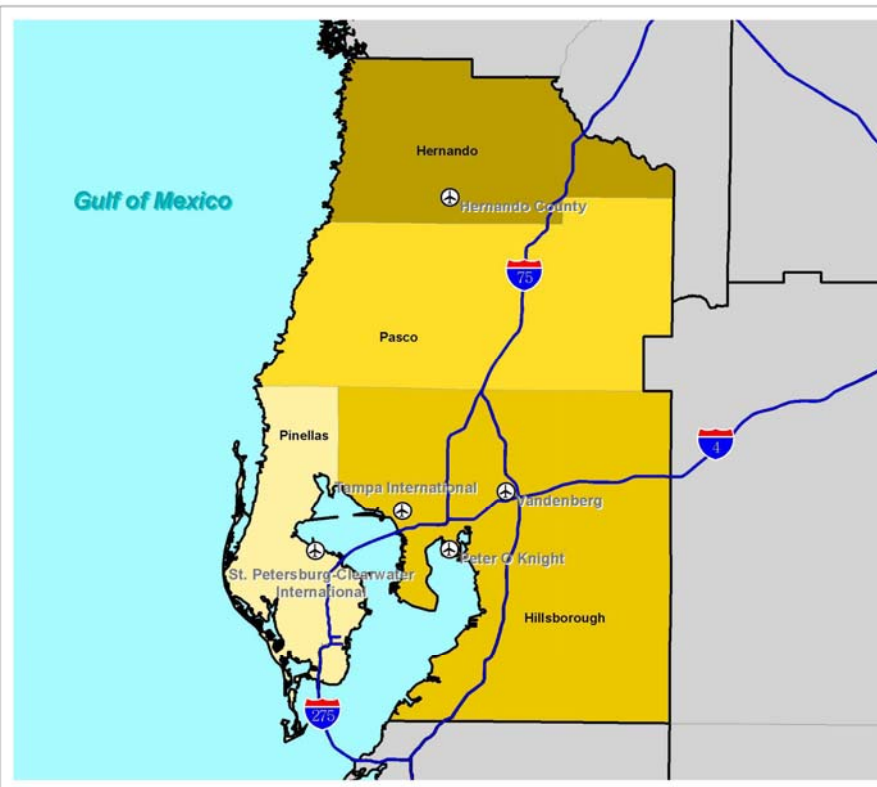 Hernando
Gulf of Mexico
Hernando County
75
Pasco
Pinellas
4
Tampa International
Vandenberg
Peter O Knight
St. Petersburg-Clearwater
International
Hillsborough
275